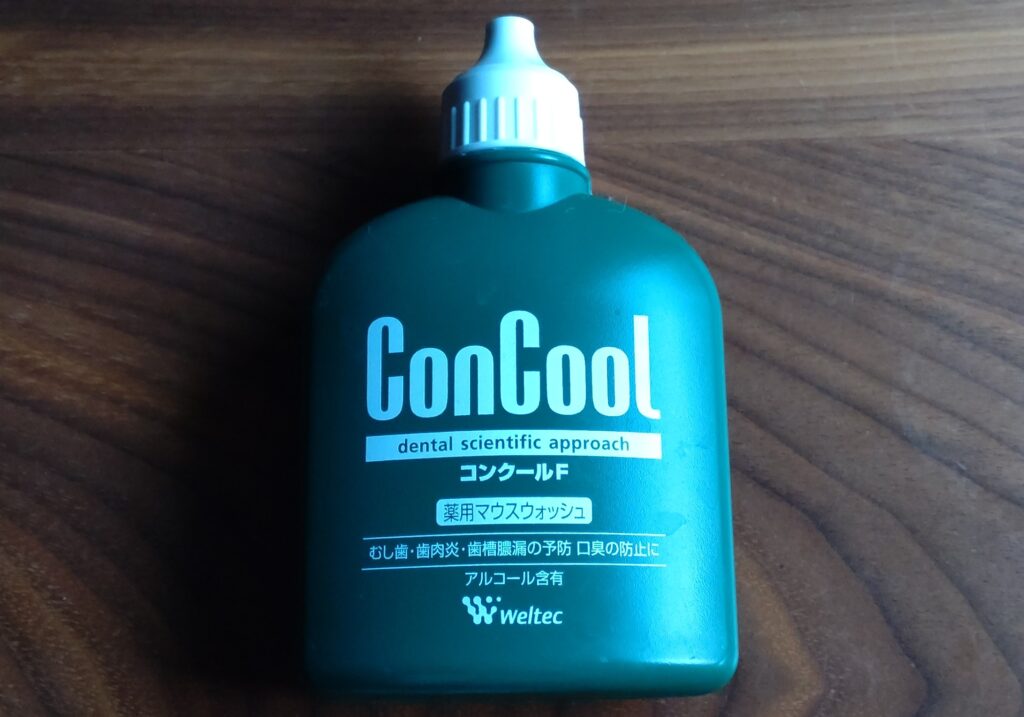 ConCool
dental scientific approach
コンクールF
薬用マウスウォッシュ
むし歯・歯肉炎・歯槽膿漏の予防 口臭の防止に
アルコール含有
weltec